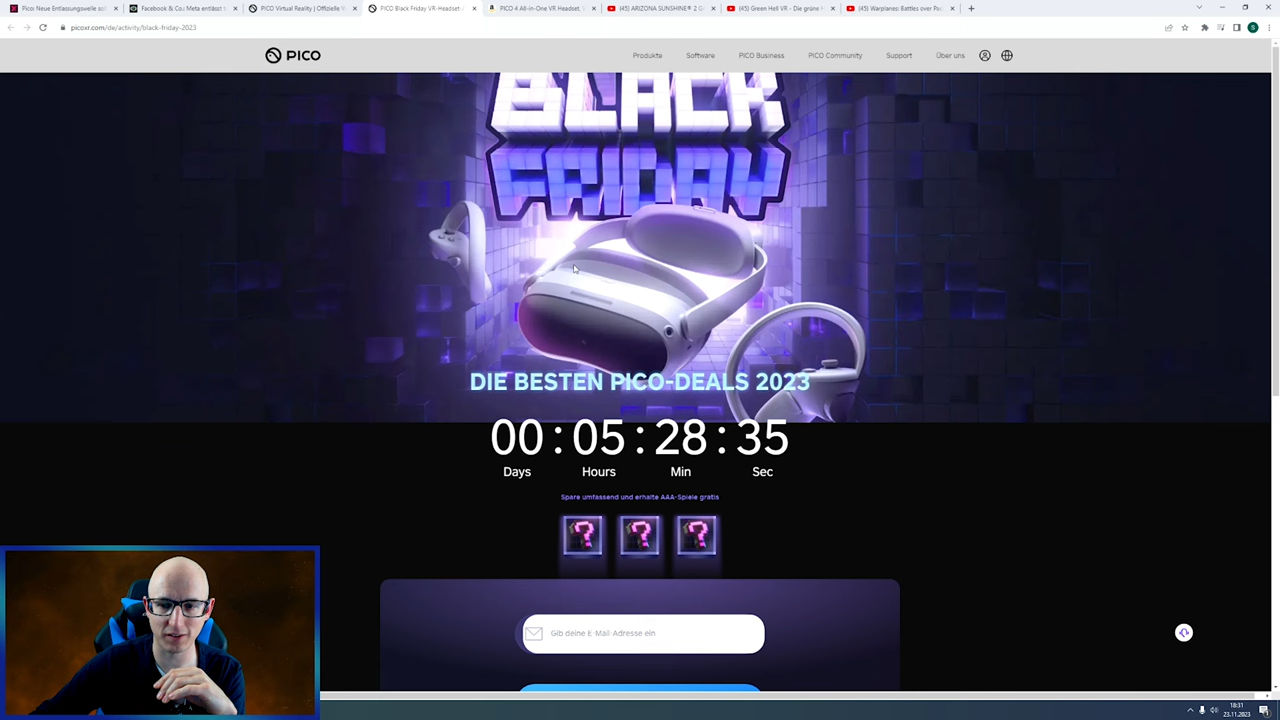 Pico: Neue Entlassungswelle so
Facebook & Co.: Meta entlässt
PICO Virtual Reality | Offizielle
PICO Black Friday VR-Headset-
PICO 4 All-in-One VR Headset,
(45) ARIZONA SUNSHINE® 2
(45) Green Hell VR - Die grüne
(45) Warplanes: Battles over
picoxr.com/de/activity/black-friday-2023
PICO
Produkte
Software
PICO Business
PICO Community
Support
Über uns
BLACK
FRIDAY
DIE BESTEN PICO-DEALS 2023
00 : 05 : 28 : 35
Days Hours Min Sec
Spare umfassend und erhalte AAA-Spiele gratis
? ? ?
Gib deine E-Mail-Adresse ein
18:31
23.11.2023